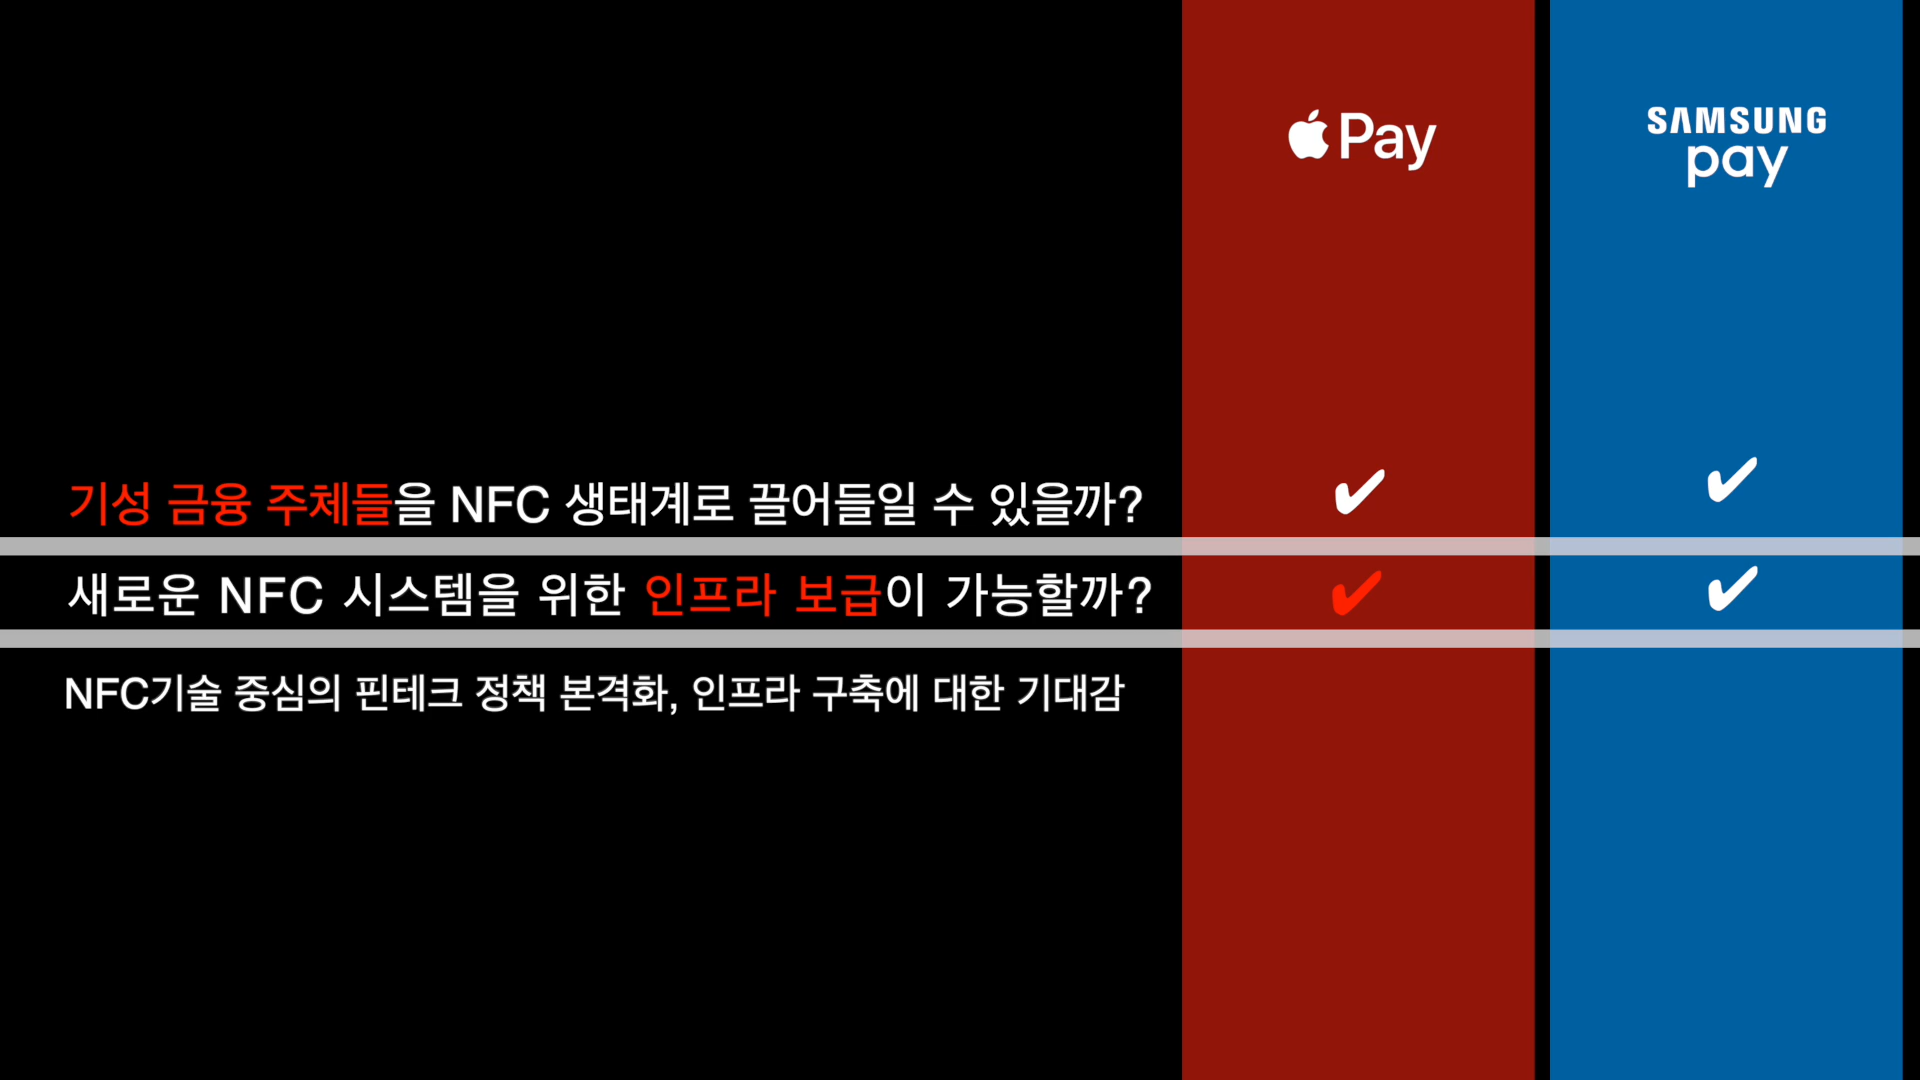 Pay
SAMSUNG
pay
기성 금융 주체들을 NFC 생태계로 끌어들일 수 있을까? ✔ ✔
새로운 NFC 시스템을 위한 인프라 보급이 가능할까? ✔ ✔
NFC기술 중심의 핀테크 정책 본격화, 인프라 구축에 대한 기대감